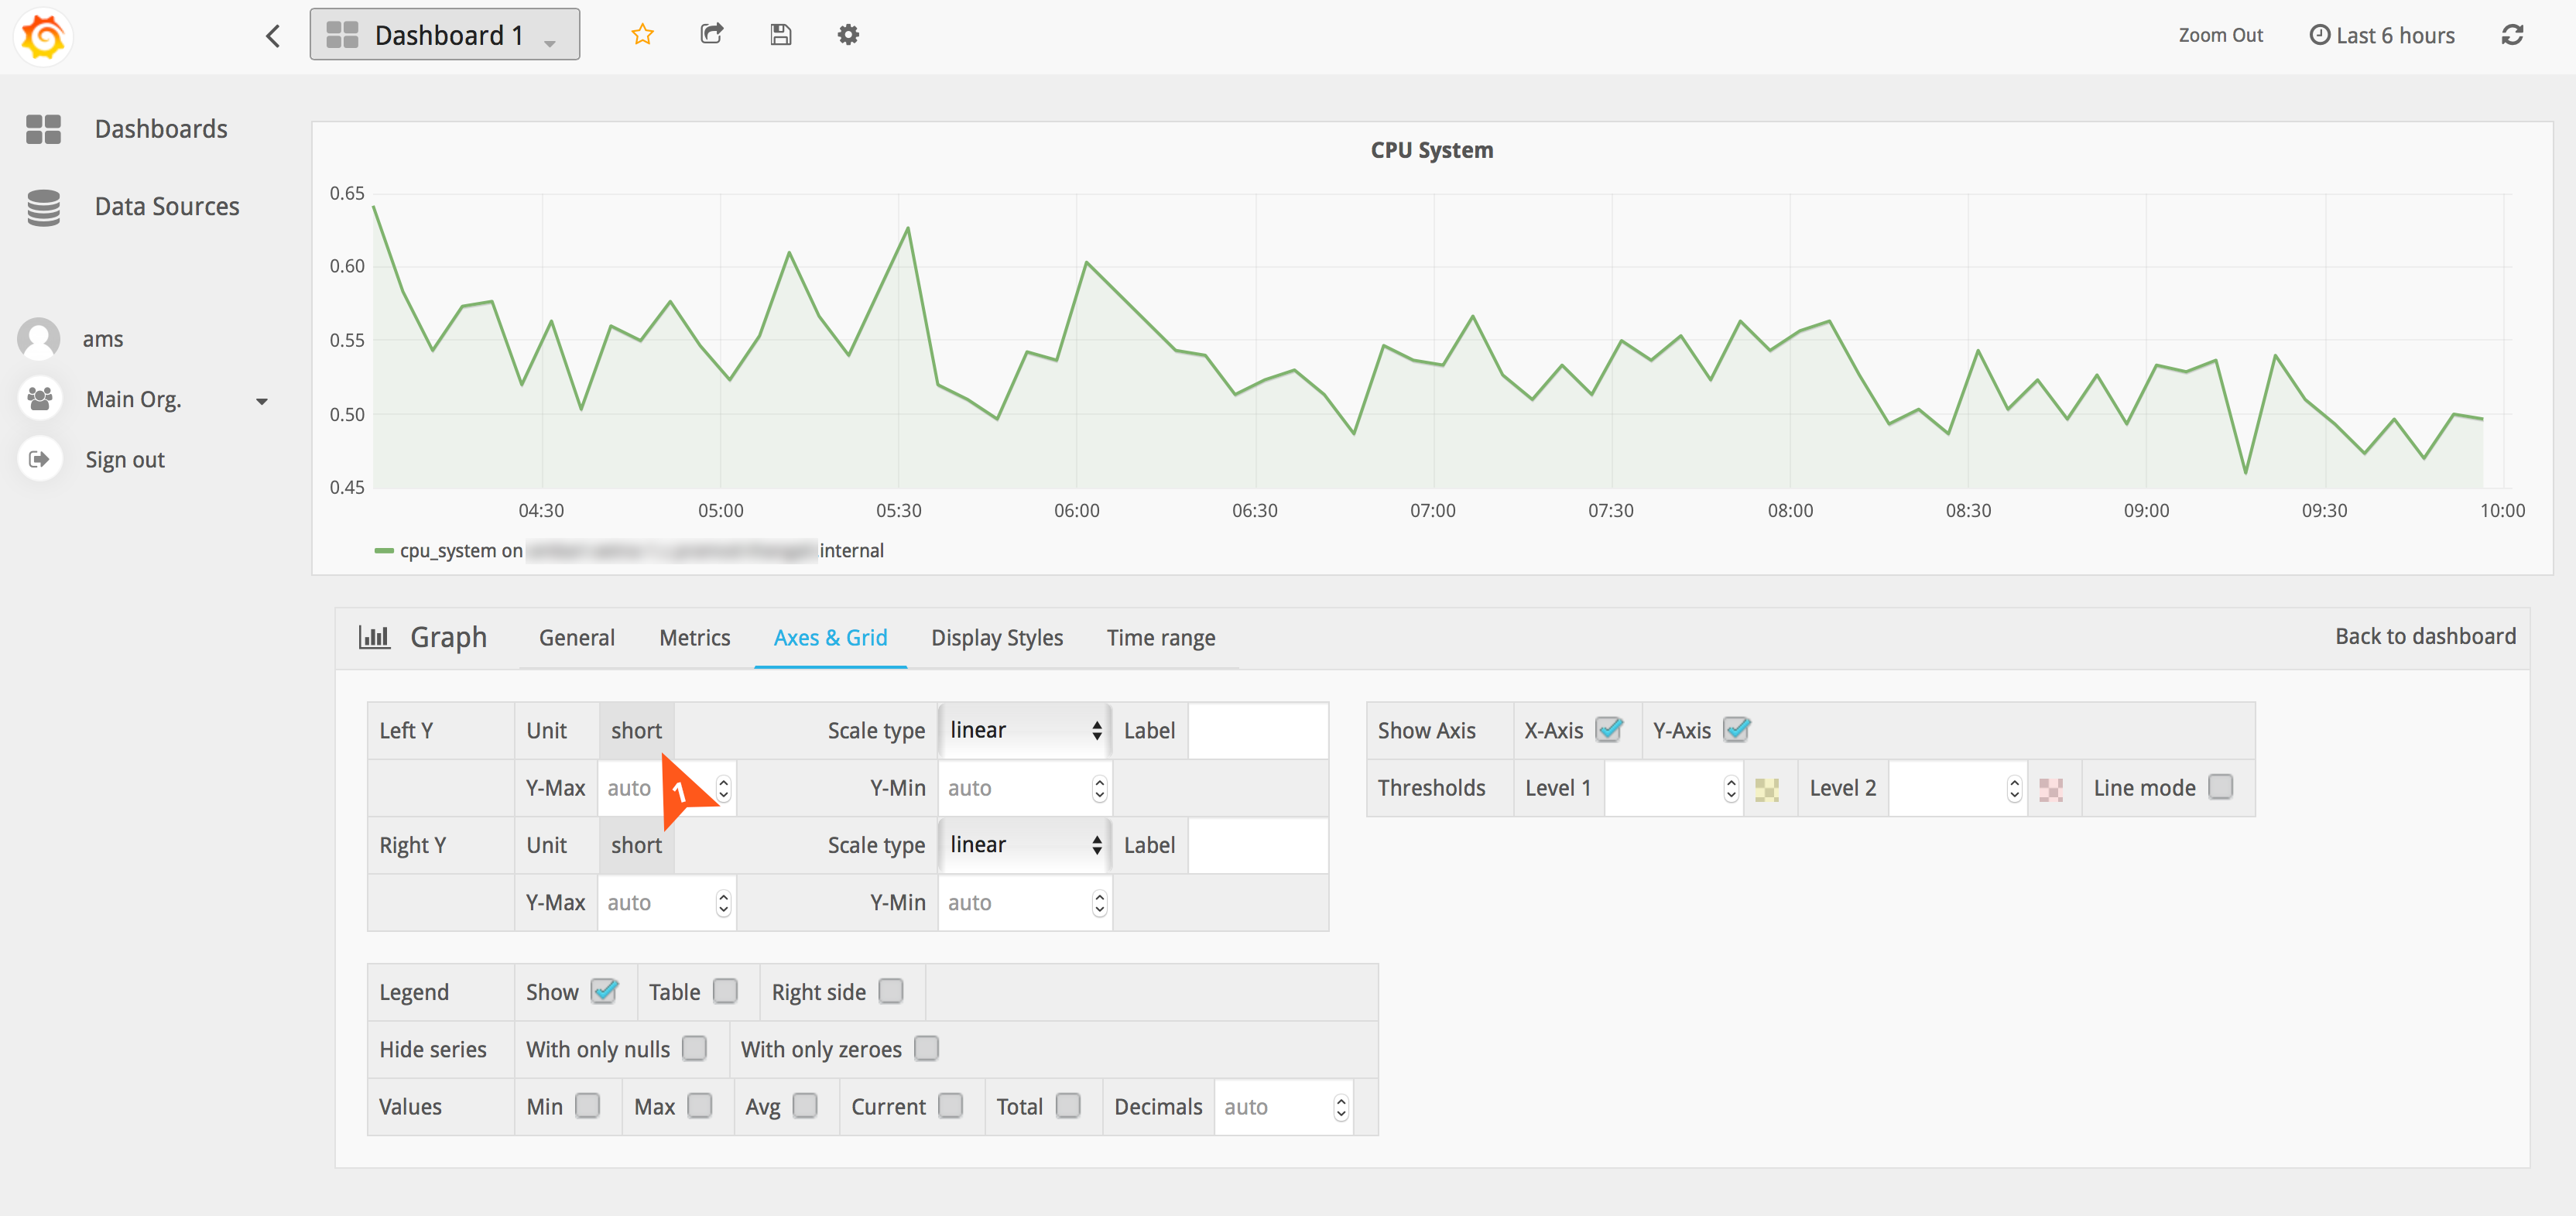 Dashboard 1
Zoom Out
Last 6 hours
Dashboards
Data Sources
ams
Main Org.
Sign out
CPU System
0.65
0.60
0.55
0.50
0.45
04:30 05:00 05:30 06:00 06:30 07:00 07:30 08:00 08:30 09:00 09:30 10:00
cpu_system on internal
Graph General Metrics Axes & Grid Display Styles Time range Back to dashboard
Left Y Unit short Scale type linear Label
Y-Max auto Y-Min auto
1
Right Y Unit short Scale type linear Label
Y-Max auto Y-Min auto
Show Axis X-Axis Y-Axis
Thresholds Level 1 Level 2 Line mode
Legend Show Table Right side
Hide series With only nulls With only zeroes
Values Min Max Avg Current Total Decimals auto